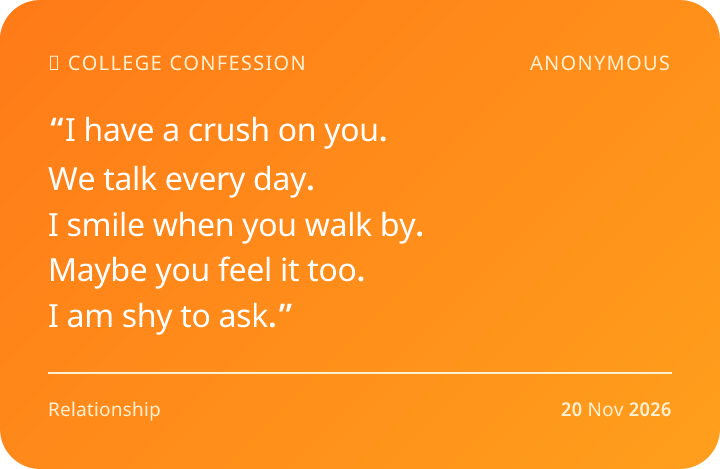 COLLEGE CONFESSION
ANONYMOUS
“I have a crush on you.
We talk every day.
I smile when you walk by.
Maybe you feel it too.
I am shy to ask.”
Relationship
20 Nov 2026